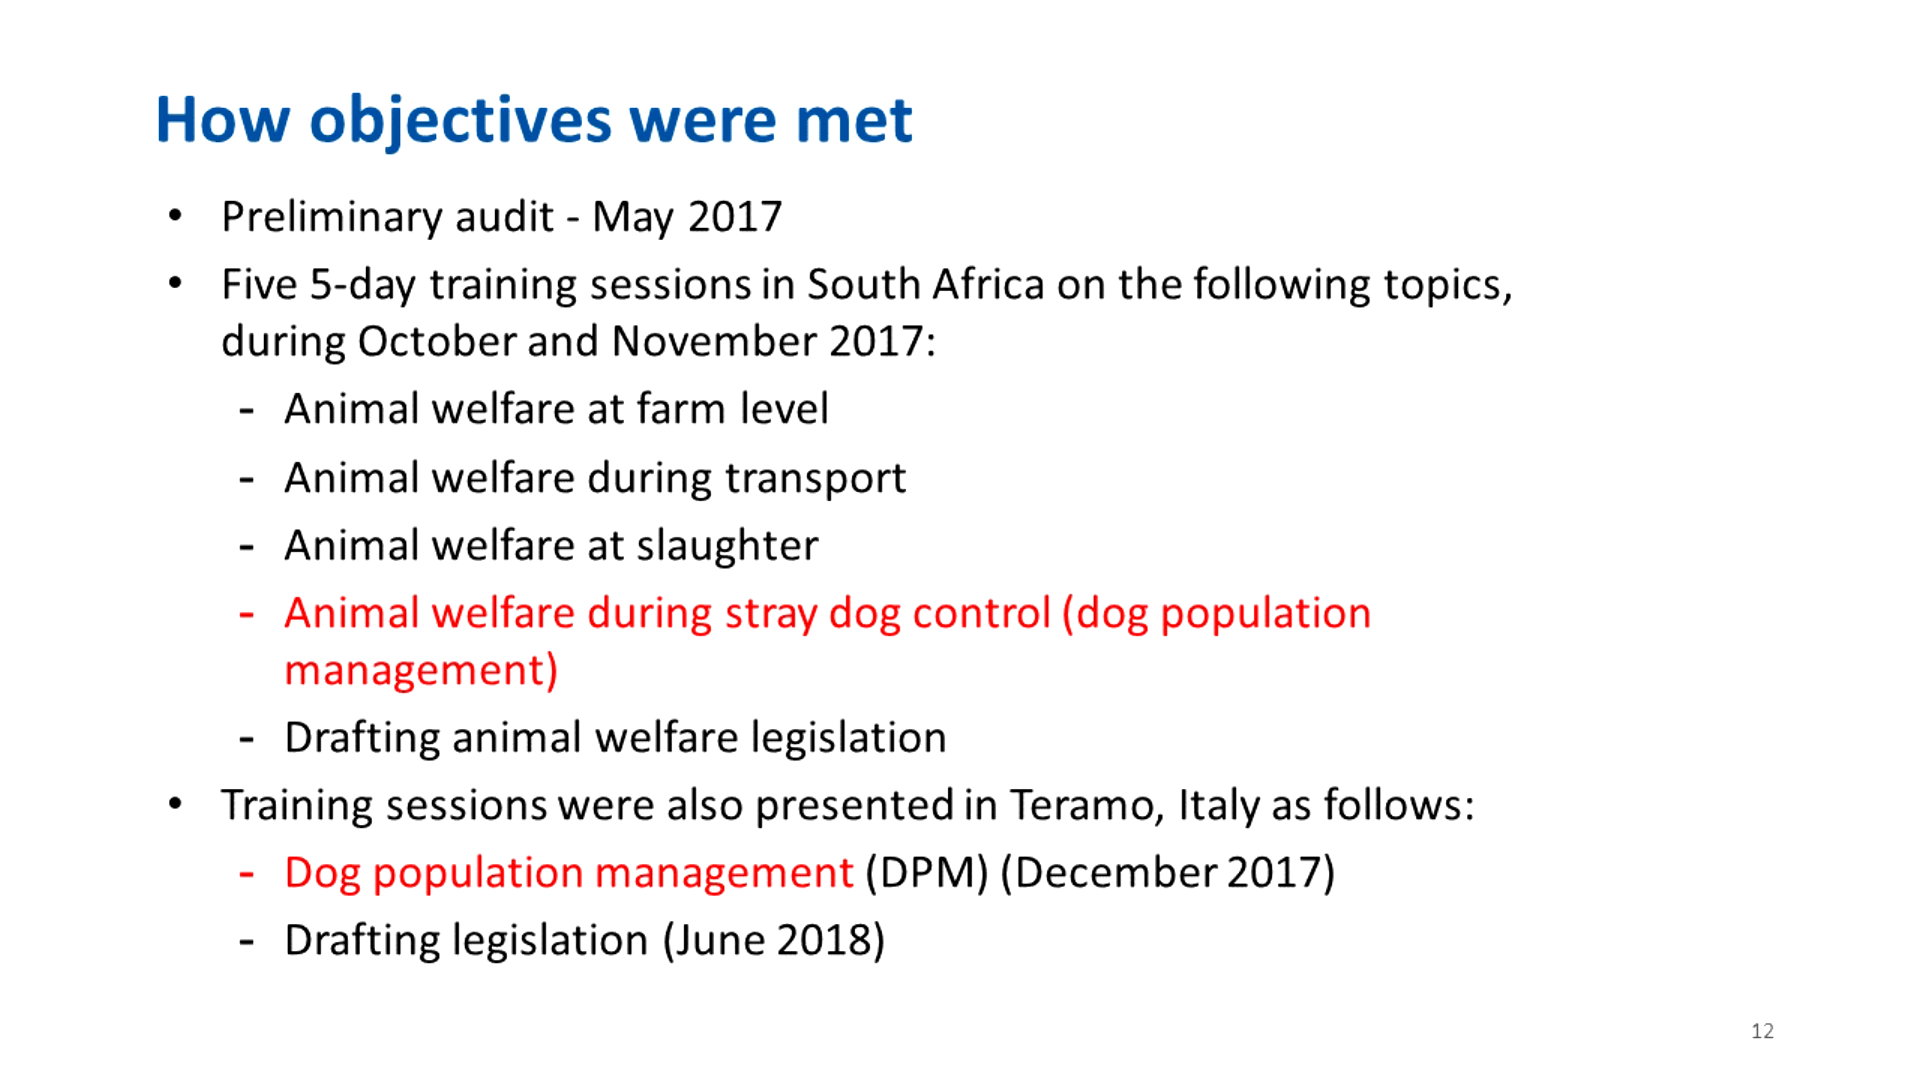 How objectives were met
• Preliminary audit - May 2017
• Five 5-day training sessions in South Africa on the following topics,
during October and November 2017:
- Animal welfare at farm level
- Animal welfare during transport
- Animal welfare at slaughter
- Animal welfare during stray dog control (dog population
management)
- Drafting animal welfare legislation
• Training sessions were also presented in Teramo, Italy as follows:
- Dog population management (DPM) (December 2017)
- Drafting legislation (June 2018)
12